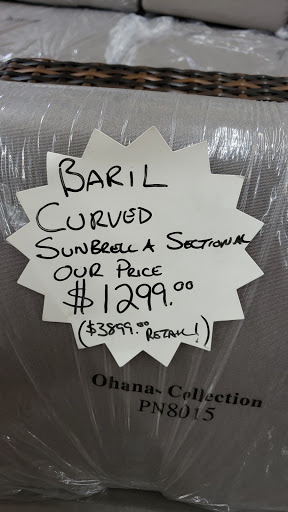 BARIL
CURVED
SUNBRELLA SECTIONAL
OUR PRICE
$1299.00
($3899.00 RETAIL!)
Ohana-Collection
PN8015